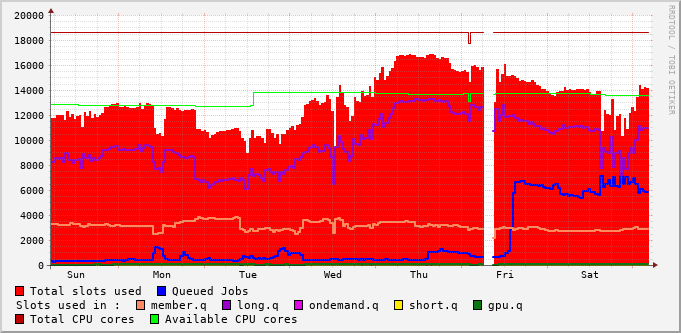 20000
18000
16000
14000
12000
10000
8000
6000
4000
2000
0
Sun Mon Tue Wed Thu Fri Sat
RRDTOOL / TOBI OETIKER
Total slots used Queued Jobs
Slots used in : member.q long.q ondemand.q short.q gpu.q
Total CPU cores Available CPU cores